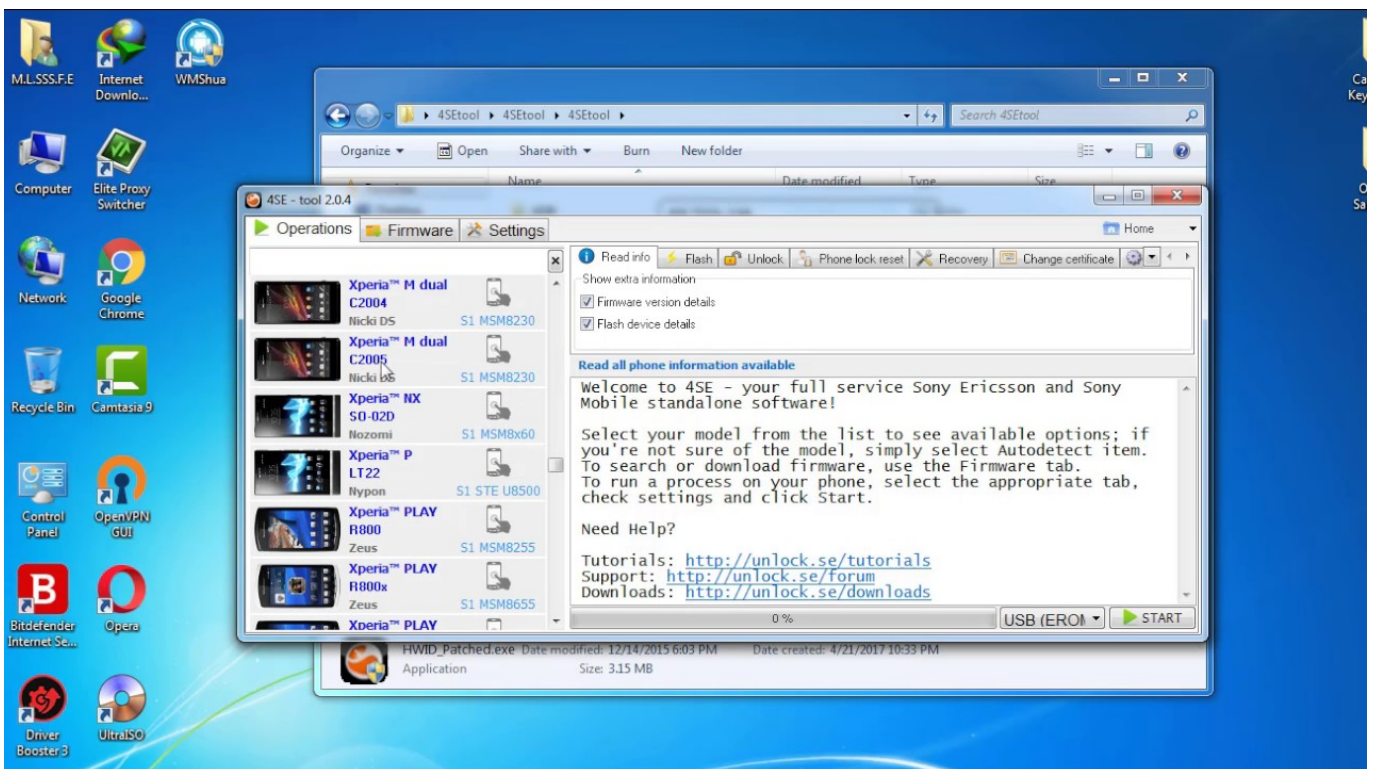 M.L.SSS.F.E
Internet
Downlo...
WMShua
Computer
Elite Proxy
Switcher
Network
Google
Chrome
Recycle Bin
Camtasia 9
Control
Panel
OpenVPN
GUI
Bitdefender
Internet Se...
Opera
Driver
Booster 3
UltraISO
4SEtool 4SEtool 4SEtool
Search 4SEtool
Organize Open Share with Burn New folder
Name Date modified Type Size
4SE - tool 2.0.4
Operations Firmware Settings
Home
Xperia™ M dual
C2004
Nicki DS S1 MSM8230
Xperia™ M dual
C2005
Nicki DS S1 MSM8230
Xperia™ NX
SO-02D
Nozomi S1 MSM8x60
Xperia™ P
LT22
Nypon S1 STE U8500
Xperia™ PLAY
R800
Zeus S1 MSM8255
Xperia™ PLAY
R800x
Zeus S1 MSM8655
Xperia™ PLAY
Read info Flash Unlock Phone lock reset Recovery Change certificate
Show extra information
Firmware version details
Flash device details
Read all phone information available
Welcome to 4SE - your full service Sony Ericsson and Sony
Mobile standalone software!
Select your model from the list to see available options; if
you're not sure of the model, simply select Autodetect item.
To search or download firmware, use the Firmware tab.
To run a process on your phone, select the appropriate tab,
check settings and click Start.
Need Help?
Tutorials: http://unlock.se/tutorials
Support: http://unlock.se/forum
Downloads: http://unlock.se/downloads
0 %
USB (EROM
START
HWID_Patched.exe Date modified: 12/14/2015 6:03 PM Date created: 4/21/2017 10:33 PM
Application Size: 3.15 MB
Ca
Key
O
Sa